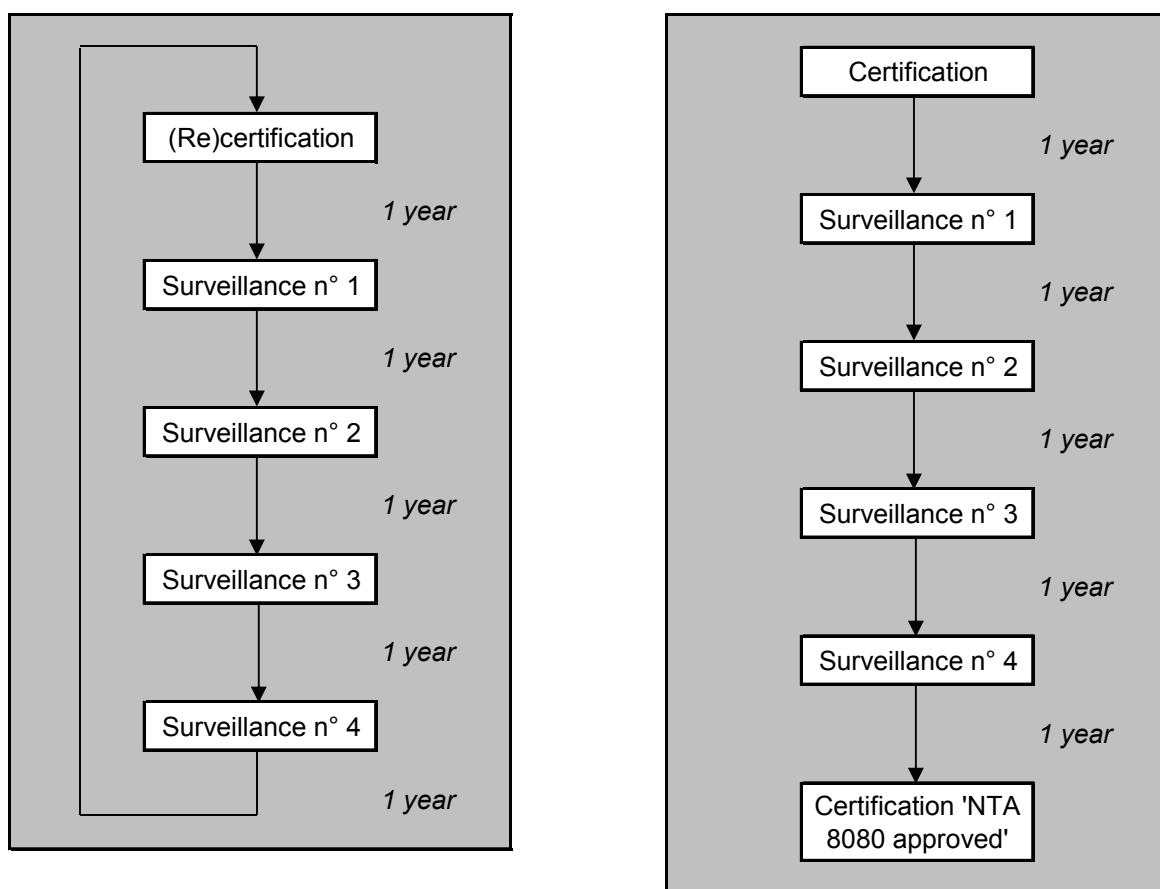 (Re)certification
1 year
Surveillance n° 1
1 year
Surveillance n° 2
1 year
Surveillance n° 3
1 year
Surveillance n° 4
1 year
Certification
1 year
Surveillance n° 1
1 year
Surveillance n° 2
1 year
Surveillance n° 3
1 year
Surveillance n° 4
1 year
Certification 'NTA
8080 approved'